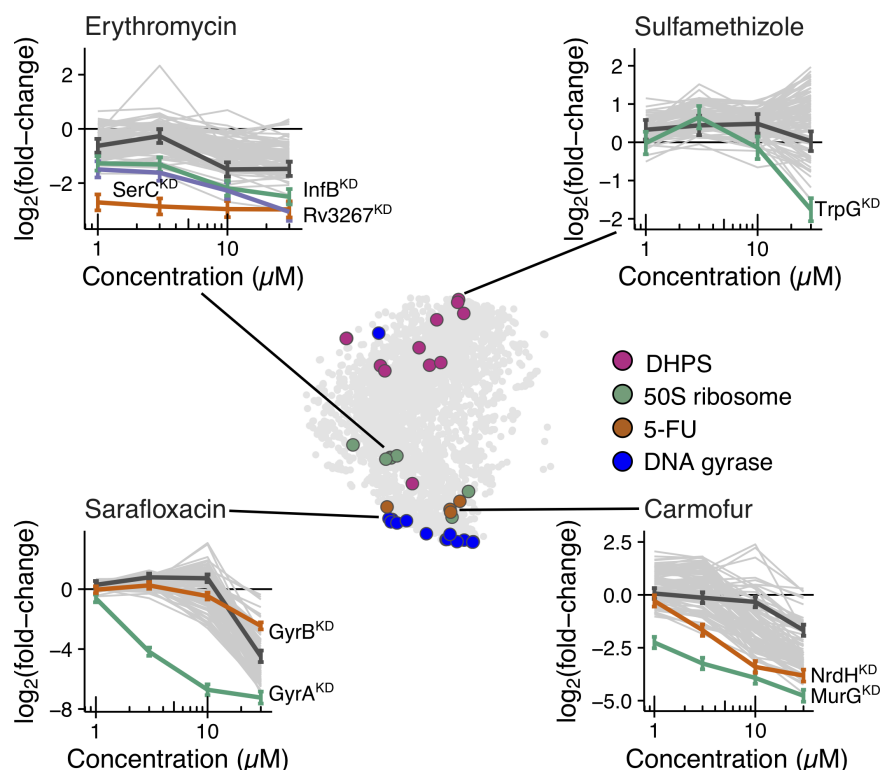 Erythromycin
log₂(fold−change)
2
0
−2
SerCᴷᴰ
InfBᴷᴰ
Rv3267ᴷᴰ
1
10
Concentration (µM)
Sulfamethizole
log₂(fold−change)
2
1
0
−1
−2
TrpGᴷᴰ
1
10
Concentration (µM)
DHPS
50S ribosome
5-FU
DNA gyrase
Sarafloxacin
log₂(fold−change)
0
−4
−8
GyrBᴷᴰ
GyrAᴷᴰ
1
10
Concentration (µM)
Carmofur
log₂(fold−change)
2.5
0.0
−2.5
−5.0
NrdHᴷᴰ
MurGᴷᴰ
1
10
Concentration (µM)